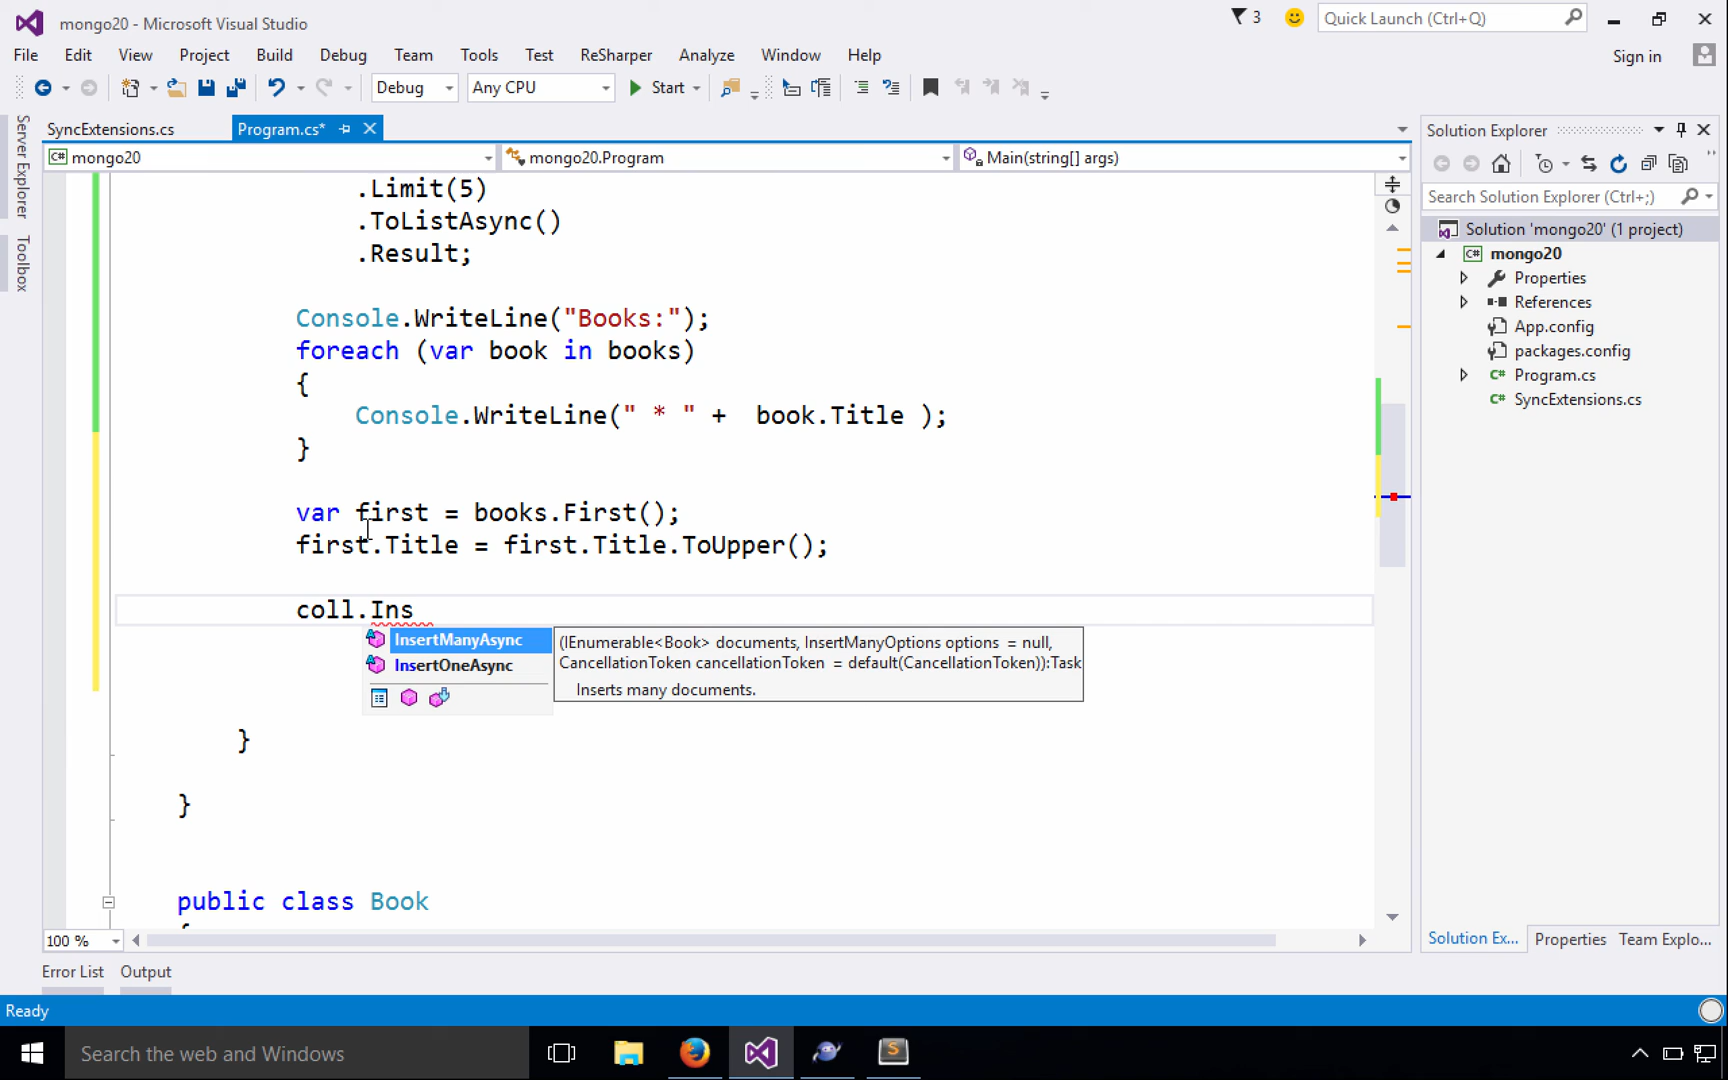 mongo20 - Microsoft Visual Studio
3
Quick Launch (Ctrl+Q)
File Edit View Project Build Debug Team Tools Test ReSharper Analyze Window Help
Sign in
Debug Any CPU Start
Server Explorer
Toolbox
SyncExtensions.cs Program.cs*
mongo20 mongo20.Program Main(string[] args)
.Limit(5)
.ToListAsync()
.Result;
Console.WriteLine("Books:");
foreach (var book in books)
{
Console.WriteLine(" * " +  book.Title );
}
var first = books.First();
first.Title = first.Title.ToUpper();
coll.Ins
InsertManyAsync
InsertOneAsync
(IEnumerable<Book> documents, InsertManyOptions options = null,
CancellationToken cancellationToken = default(CancellationToken)):Task
Inserts many documents.
}
}
public class Book
{
100 %
Solution Explorer
Search Solution Explorer (Ctrl+;)
Solution 'mongo20' (1 project)
mongo20
Properties
References
App.config
packages.config
Program.cs
SyncExtensions.cs
Solution Ex... Properties Team Explo...
Error List Output
Ready
Search the web and Windows